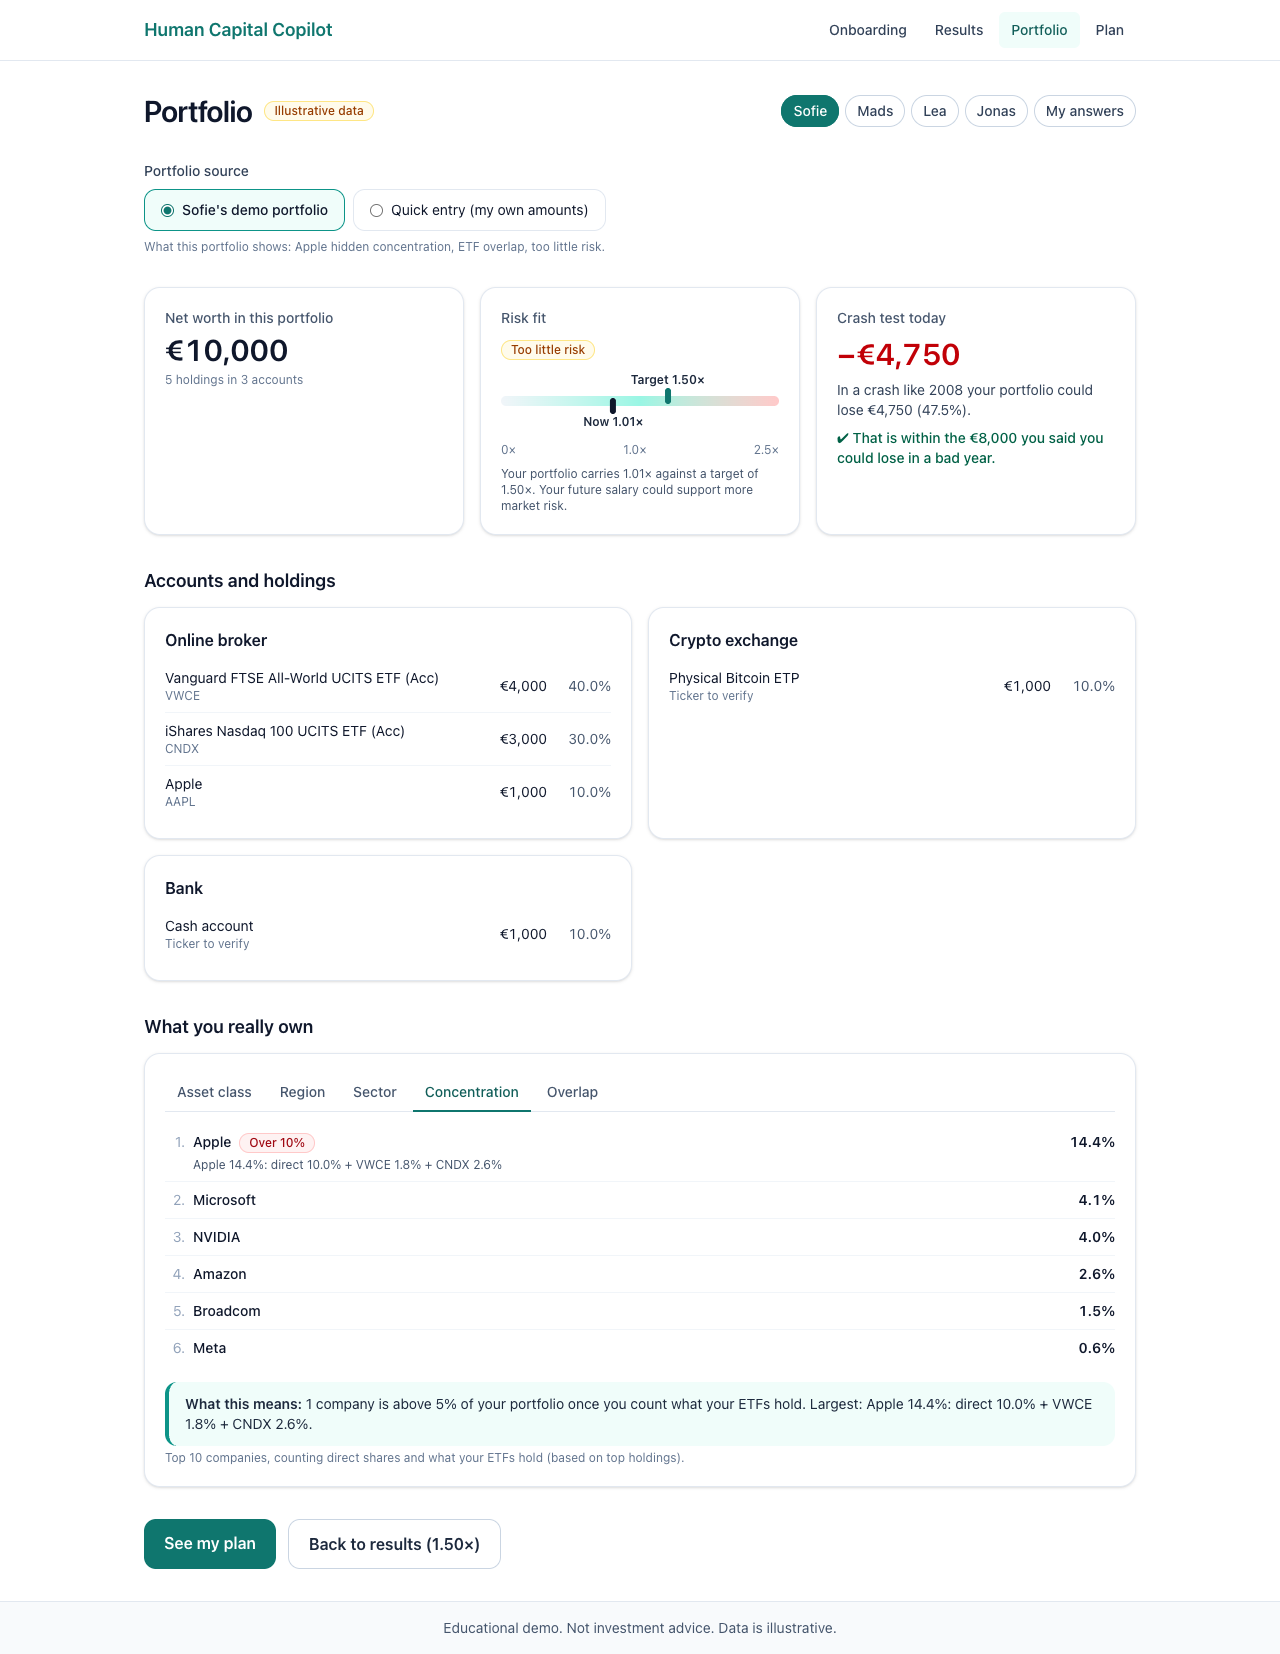 Human Capital Copilot
Onboarding
Results
Portfolio
Plan
Portfolio
Illustrative data
Sofie
Mads
Lea
Jonas
My answers
Portfolio source
Sofie's demo portfolio
Quick entry (my own amounts)
What this portfolio shows: Apple hidden concentration, ETF overlap, too little risk.
Net worth in this portfolio
€10,000
5 holdings in 3 accounts
Risk fit
Too little risk
Target 1.50×
Now 1.01×
0×
1.0×
2.5×
Your portfolio carries 1.01× against a target of
1.50×. Your future salary could support more
market risk.
Crash test today
−€4,750
In a crash like 2008 your portfolio could
lose €4,750 (47.5%).
✔ That is within the €8,000 you said you
could lose in a bad year.
Accounts and holdings
Online broker
Vanguard FTSE All-World UCITS ETF (Acc)
VWCE
€4,000 40.0%
iShares Nasdaq 100 UCITS ETF (Acc)
CNDX
€3,000 30.0%
Apple
AAPL
€1,000 10.0%
Crypto exchange
Physical Bitcoin ETP
Ticker to verify
€1,000 10.0%
Bank
Cash account
Ticker to verify
€1,000 10.0%
What you really own
Asset class
Region
Sector
Concentration
Overlap
1. Apple Over 10% 14.4%
Apple 14.4%: direct 10.0% + VWCE 1.8% + CNDX 2.6%
2. Microsoft 4.1%
3. NVIDIA 4.0%
4. Amazon 2.6%
5. Broadcom 1.5%
6. Meta 0.6%
What this means: 1 company is above 5% of your portfolio once you count what your ETFs hold. Largest: Apple 14.4%: direct 10.0% + VWCE
1.8% + CNDX 2.6%.
Top 10 companies, counting direct shares and what your ETFs hold (based on top holdings).
See my plan
Back to results (1.50×)
Educational demo. Not investment advice. Data is illustrative.